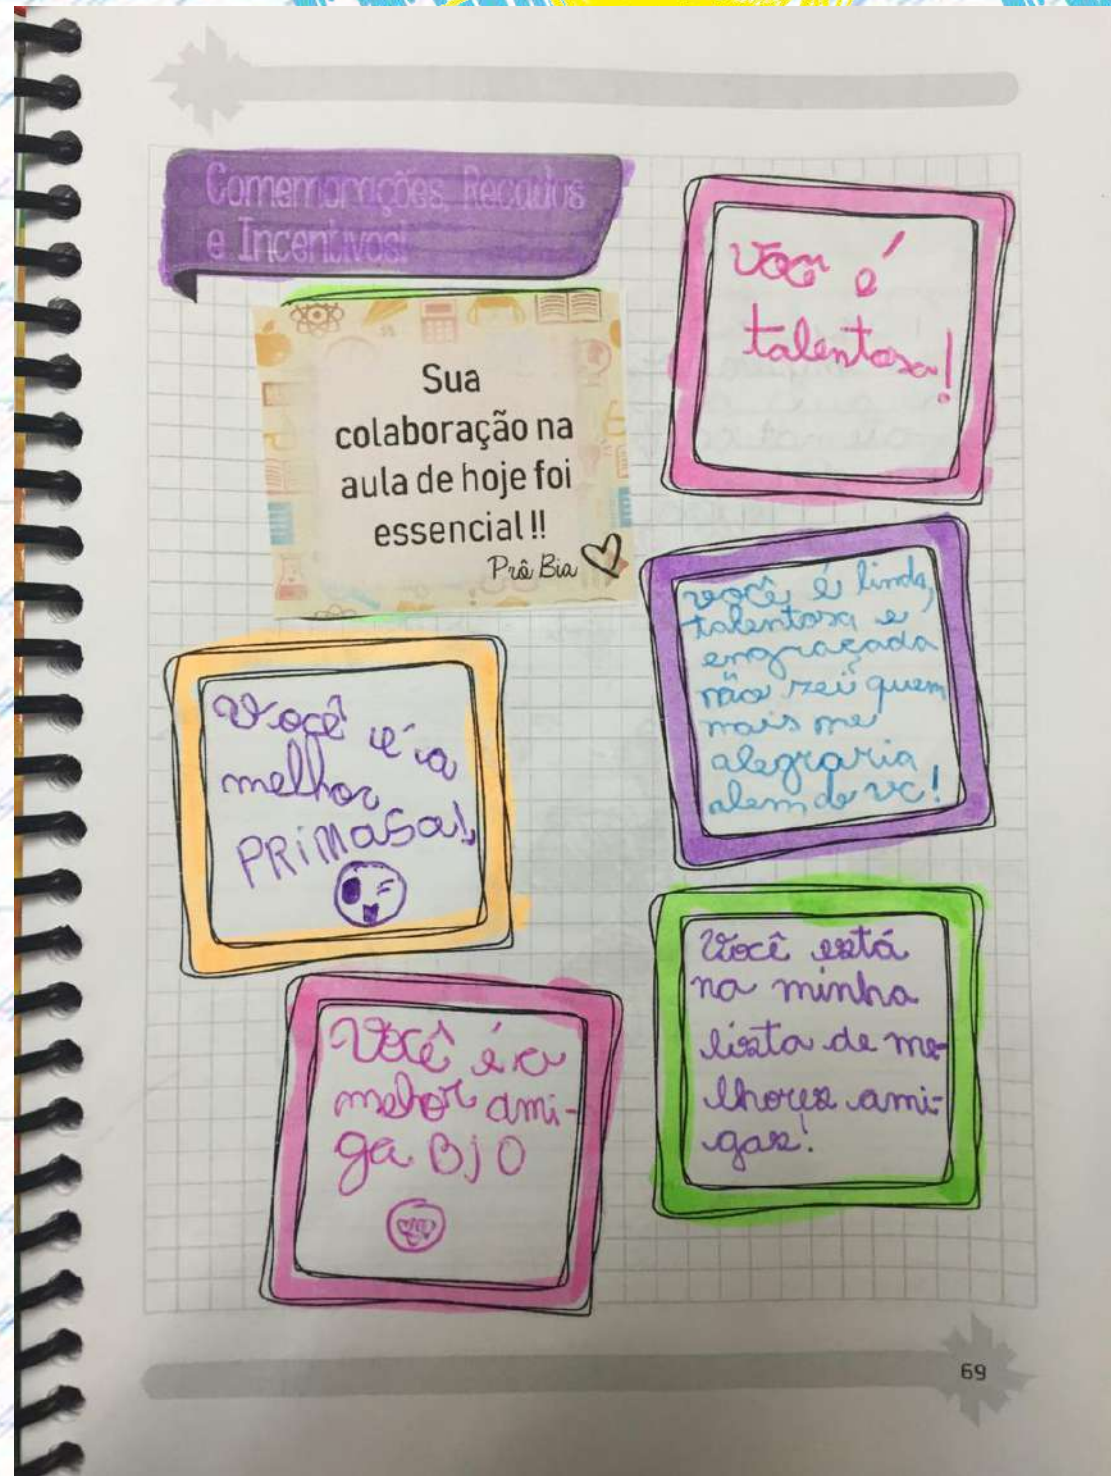 Comemorações, Recados
e Incentivos!
Você é
talentosa!
Sua
colaboração na
aula de hoje foi
essencial!!
Prô Bia
você é linda,
talentosa e
engraçada
não sei quem
mais me
alegraria
alem de vc!
Você é a
melhor
PRiMASa!
Você está
na minha
lista de me-
lhores ami-
gas!
Você é a
mehor ami-
ga BjO
69